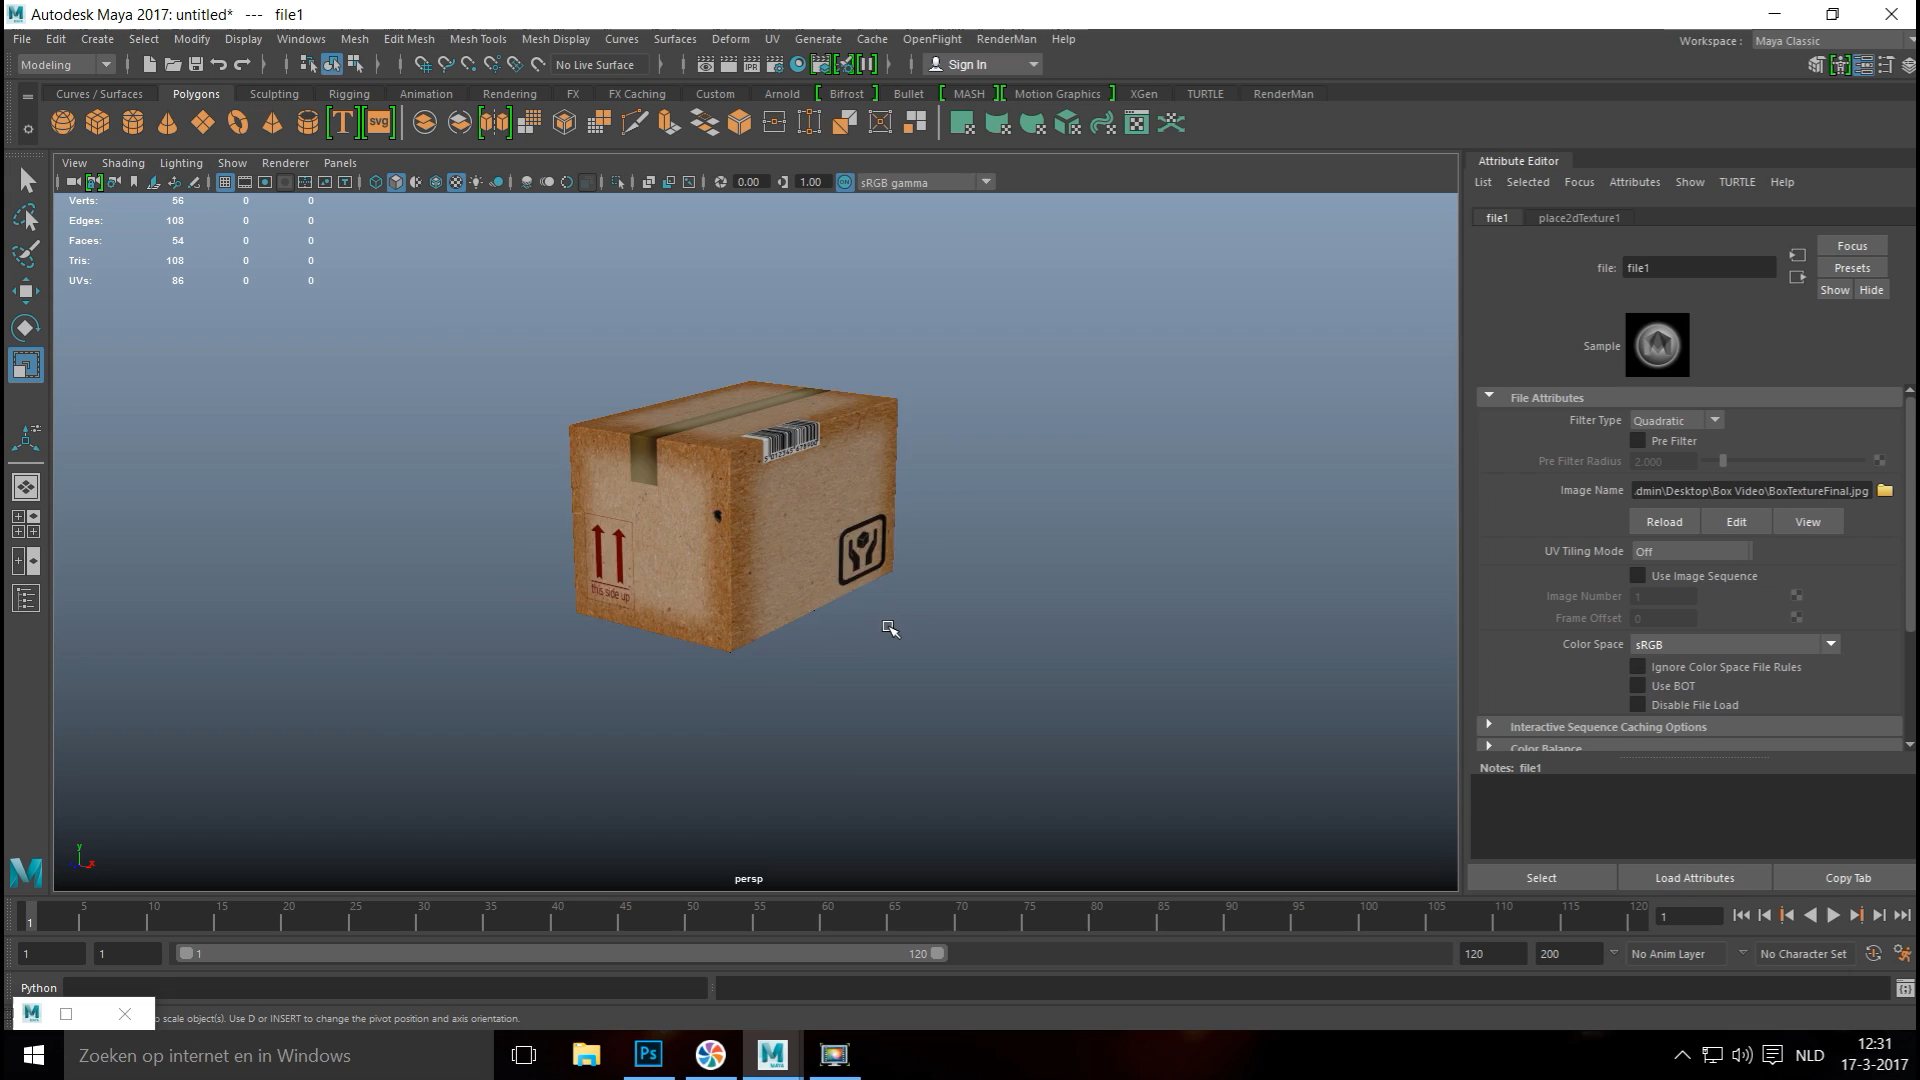 Autodesk Maya 2017: untitled* --- file1
File Edit Create Select Modify Display Windows Mesh Edit Mesh Mesh Tools Mesh Display Curves Surfaces Deform UV Generate Cache OpenFlight RenderMan Help
Workspace : Maya Classic
Modeling No Live Surface Sign In
Curves / Surfaces Polygons Sculpting Rigging Animation Rendering FX FX Caching Custom Arnold Bifrost Bullet MASH Motion Graphics XGen TURTLE RenderMan
T svg
View Shading Lighting Show Renderer Panels
0.00 1.00 sRGB gamma
Verts: 56 0 0
Edges: 108 0 0
Faces: 54 0 0
Tris: 108 0 0
UVs: 86 0 0
this side up
y
x
persp
Attribute Editor
List Selected Focus Attributes Show TURTLE Help
file1 place2dTexture1
Focus
file: file1
Presets
Show Hide
Sample
File Attributes
Filter Type Quadratic
Pre Filter
Pre Filter Radius 2.000
Image Name .dmin\Desktop\Box Video\BoxTextureFinal.jpg
Reload Edit View
UV Tiling Mode Off
Use Image Sequence
Image Number 1
Frame Offset 0
Color Space sRGB
Ignore Color Space File Rules
Use BOT
Disable File Load
Interactive Sequence Caching Options
Color Balance
Notes: file1
Select Load Attributes Copy Tab
1 5 10 15 20 25 30 35 40 45 50 55 60 65 70 75 80 85 90 95 100 105 110 115 120 1
1 1 1 120 120 200 No Anim Layer No Character Set
Python
scale object(s). Use D or INSERT to change the pivot position and axis orientation.
Zoeken op internet en in Windows
Ps
MAYA
NLD
12:31
17-3-2017